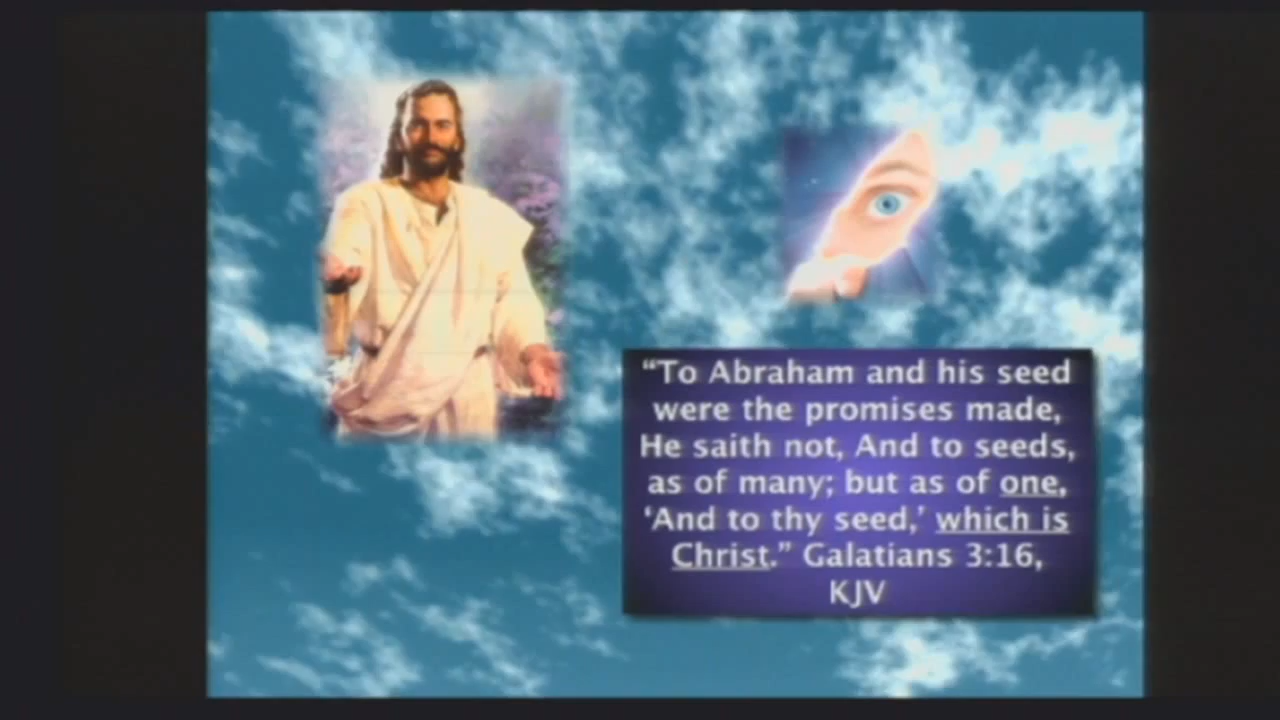 “To Abraham and his seed
were the promises made,
He saith not, And to seeds,
as of many; but as of one,
‘And to thy seed,’ which is
Christ.” Galatians 3:16,
KJV